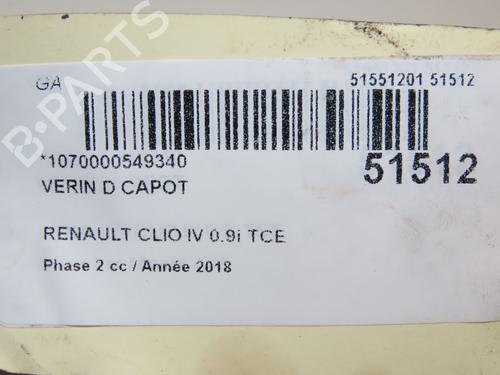 GA 51551201 51512
*1070000549340
51512
VERIN D CAPOT
RENAULT CLIO IV 0.9i TCE
Phase 2 cc / Année 2018
B-PARTS